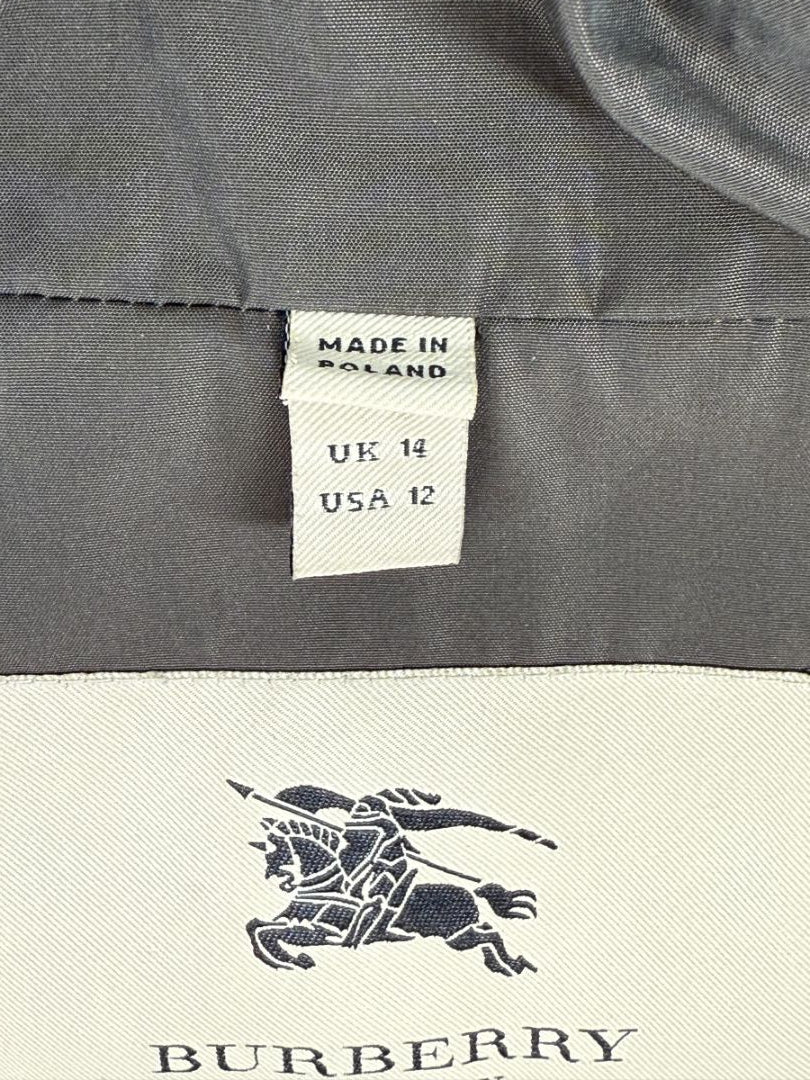 MADE IN
POLAND
UK 14
USA 12
BURBERRY